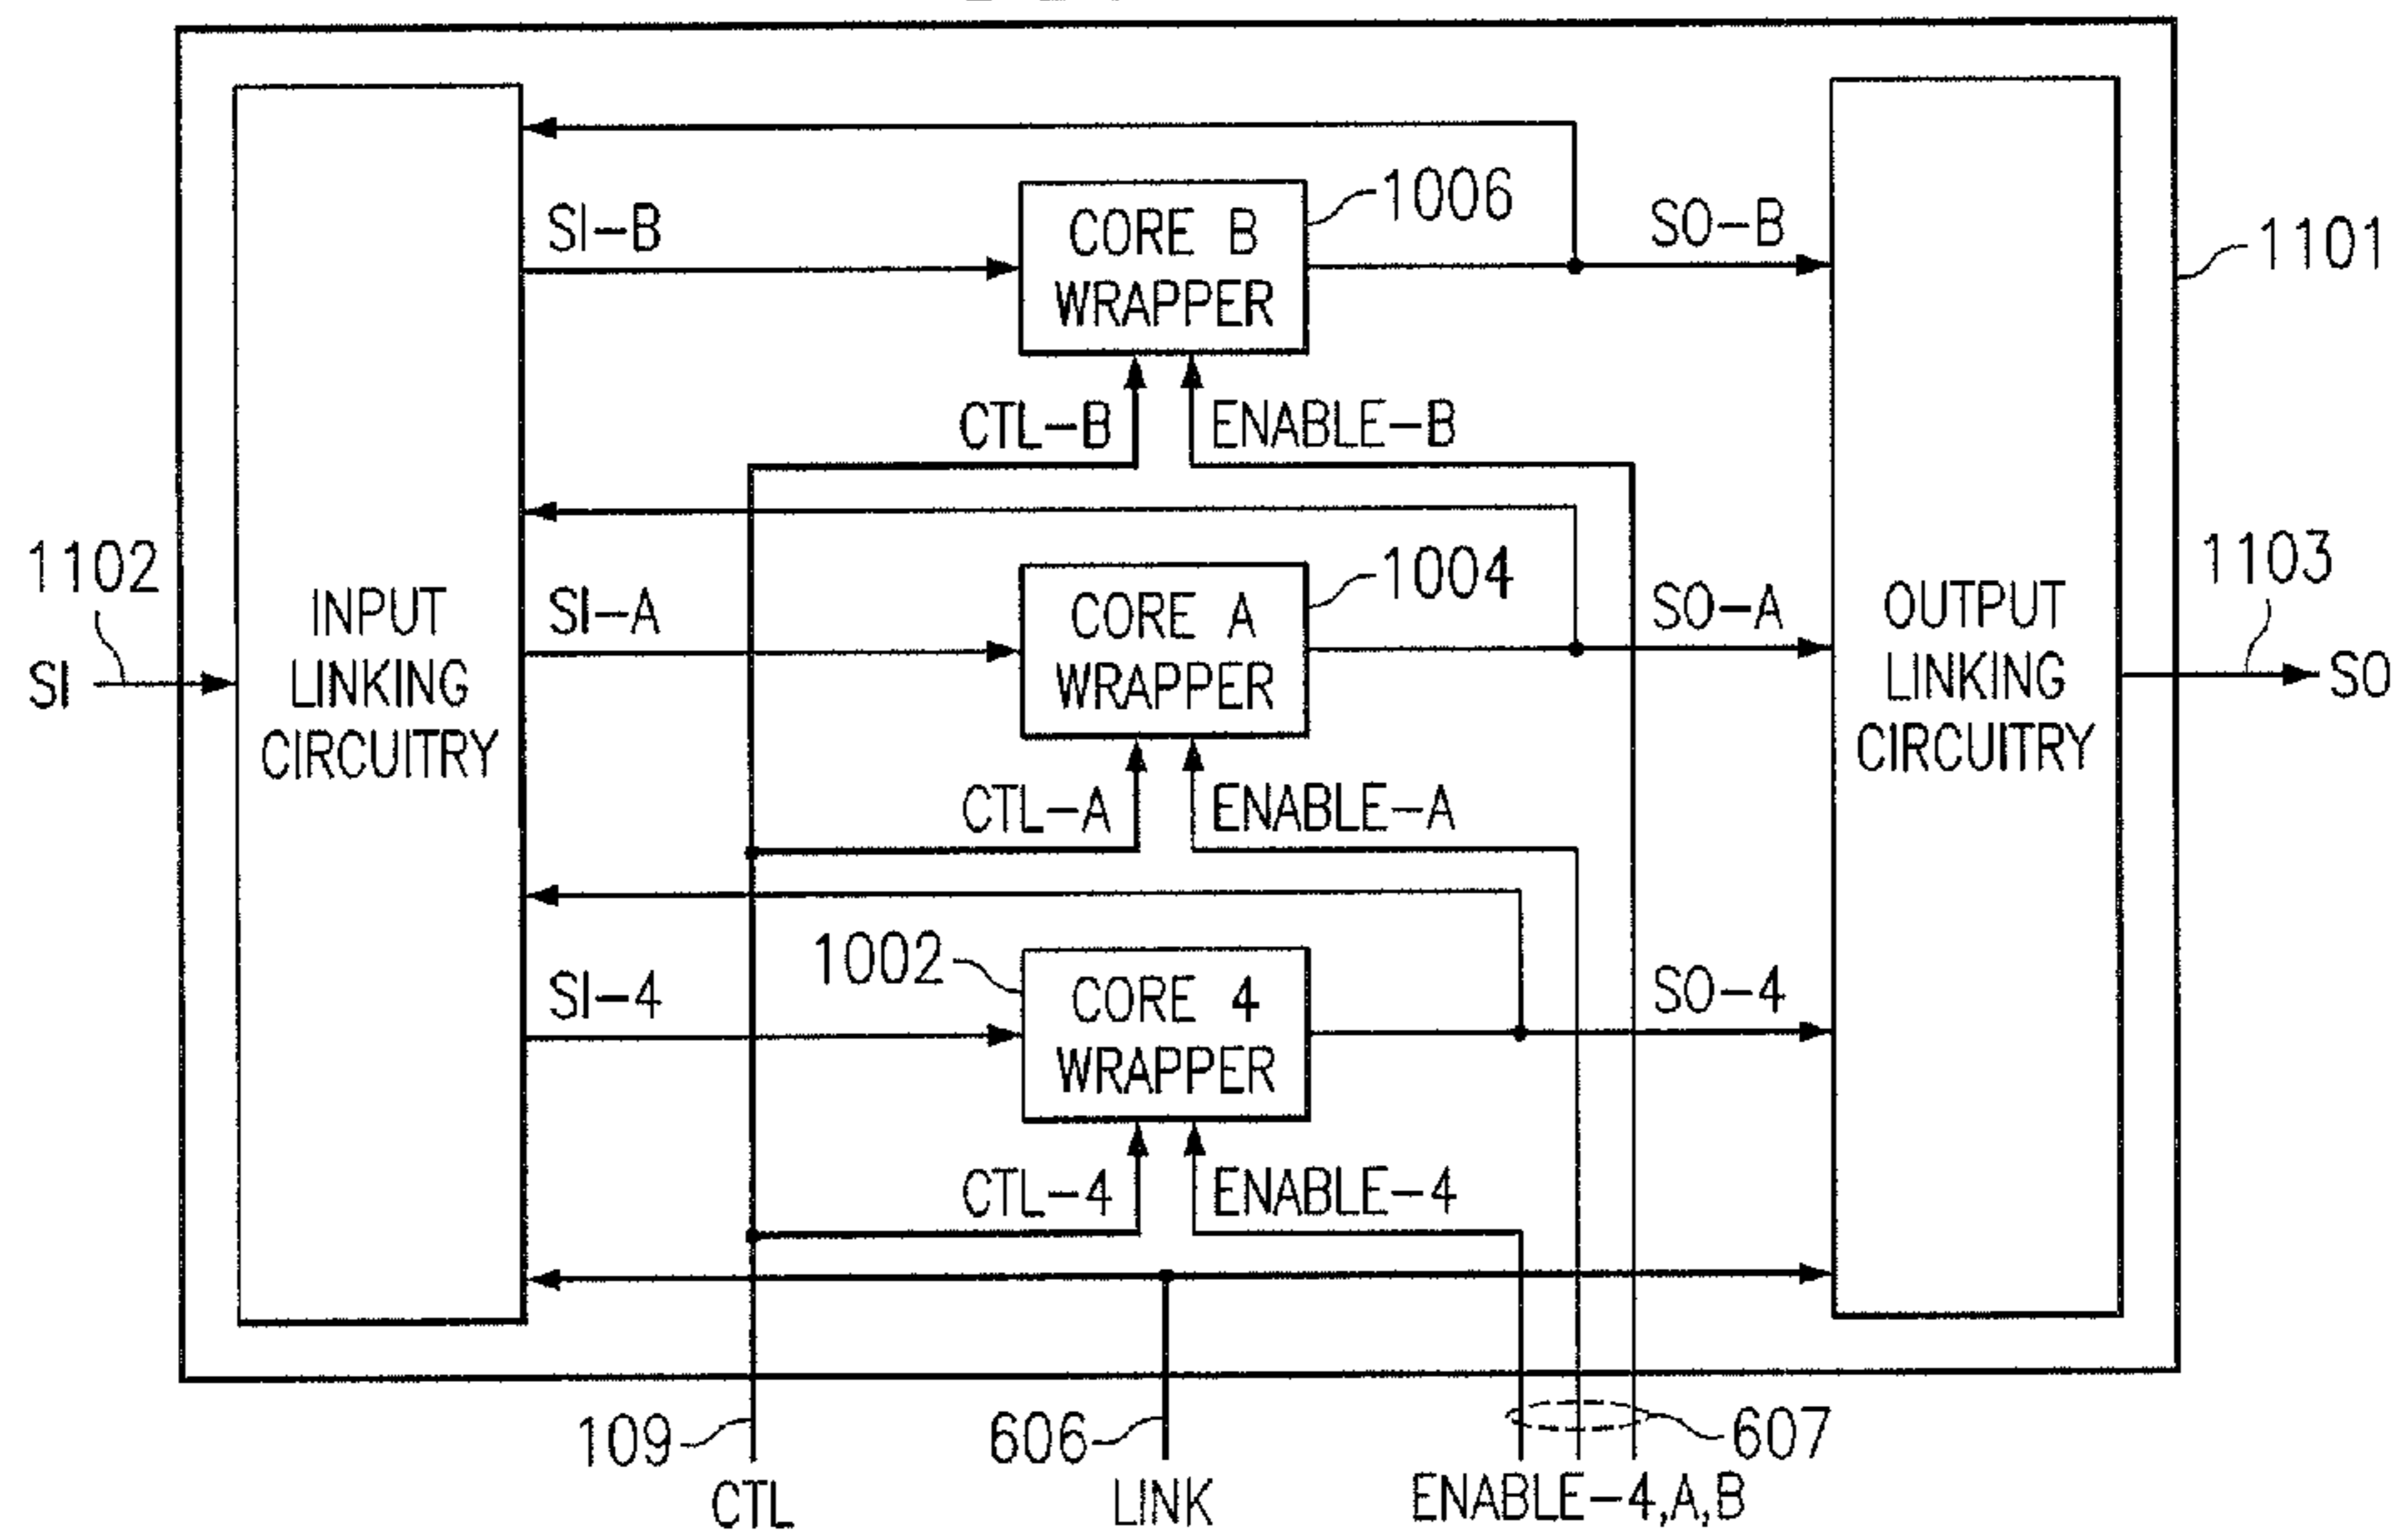 1006
CORE B
WRAPPER
SI-B
SO-B
1101
CTL-B
ENABLE-B
1102
SI
INPUT
LINKING
CIRCUITRY
SI-A
1004
CORE A
WRAPPER
SO-A
OUTPUT
LINKING
CIRCUITRY
1103
SO
CTL-A
ENABLE-A
1002
CORE 4
WRAPPER
SI-4
SO-4
CTL-4
ENABLE-4
109
CTL
606
LINK
607
ENABLE-4,A,B